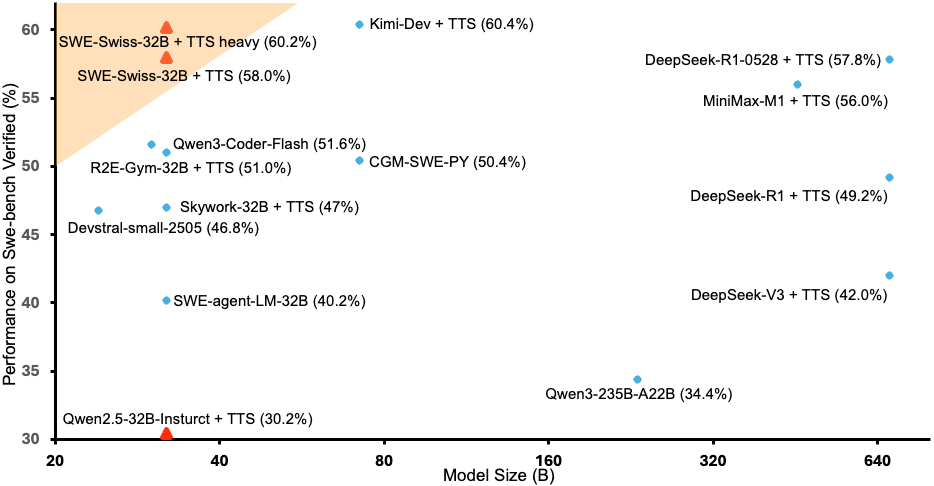 Performance on Swe-bench Verified (%)
60
55
50
45
40
35
30
Kimi-Dev + TTS (60.4%)
SWE-Swiss-32B + TTS heavy (60.2%)
DeepSeek-R1-0528 + TTS (57.8%)
SWE-Swiss-32B + TTS (58.0%)
MiniMax-M1 + TTS (56.0%)
Qwen3-Coder-Flash (51.6%)
R2E-Gym-32B + TTS (51.0%)
CGM-SWE-PY (50.4%)
DeepSeek-R1 + TTS (49.2%)
Skywork-32B + TTS (47%)
Devstral-small-2505 (46.8%)
DeepSeek-V3 + TTS (42.0%)
SWE-agent-LM-32B (40.2%)
Qwen3-235B-A22B (34.4%)
Qwen2.5-32B-Insturct + TTS (30.2%)
20 40 80 160 320 640
Model Size (B)